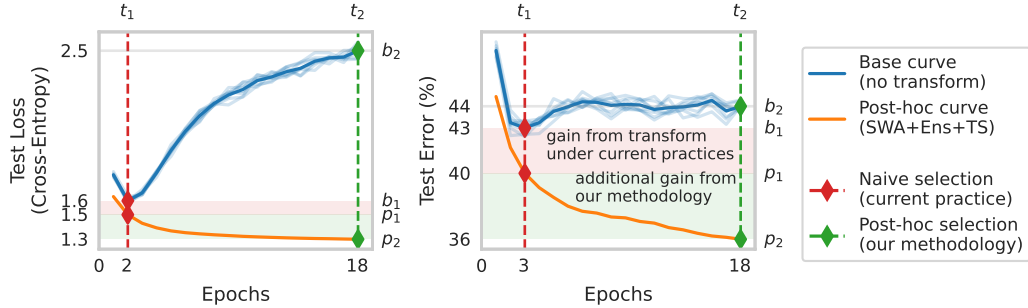 t₁
t₂
2.5
1.6
1.5
1.3
b₂
b₁
p₁
p₂
0
2
18
Test Loss
(Cross-Entropy)
Epochs
t₁
t₂
44
43
40
36
b₂
b₁
p₁
p₂
gain from transform
under current practices
additional gain from
our methodology
0
3
18
Test Error (%)
Epochs
Base curve
(no transform)
Post-hoc curve
(SWA+Ens+TS)
Naive selection
(current practice)
Post-hoc selection
(our methodology)